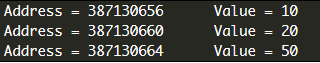 Address = 387130656 Value = 10
Address = 387130660 Value = 20
Address = 387130664 Value = 50